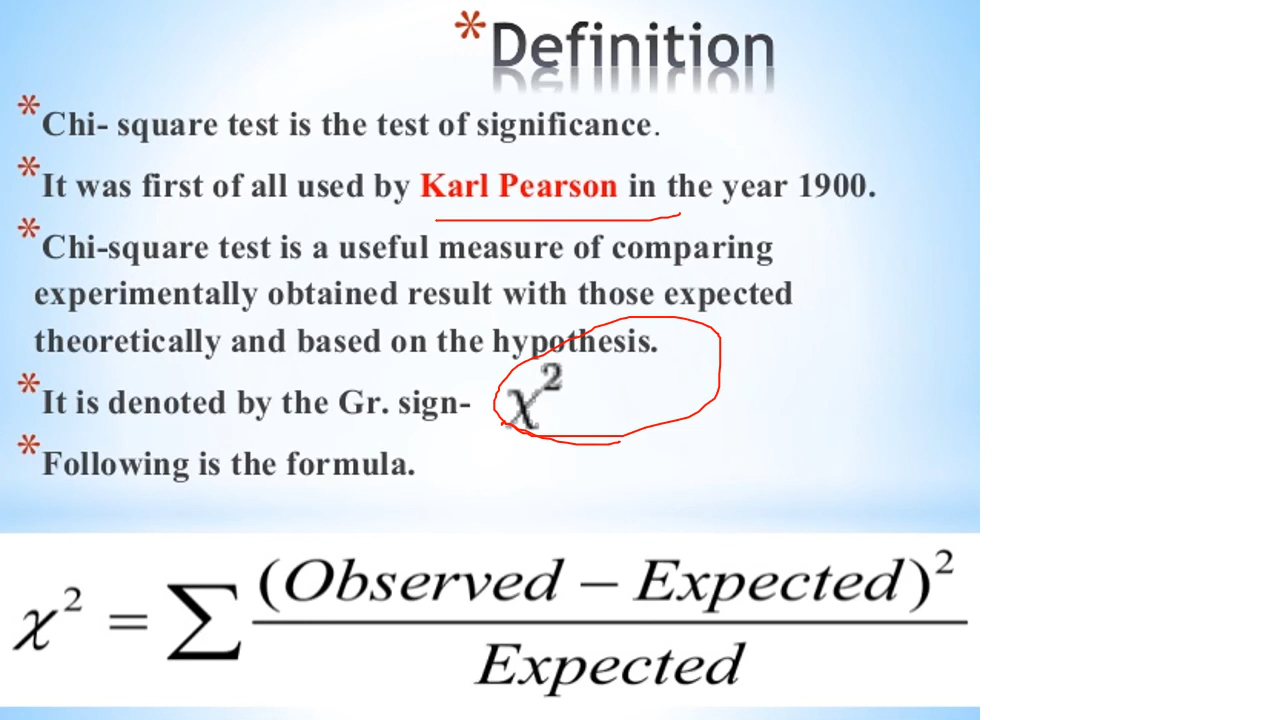 *Definition
*Chi- square test is the test of significance.
*It was first of all used by Karl Pearson in the year 1900.
*Chi-square test is a useful measure of comparing
experimentally obtained result with those expected
theoretically and based on the hypothesis.
*It is denoted by the Gr. sign- χ²
*Following is the formula.
χ² = ∑ (Observed − Expected)² / Expected